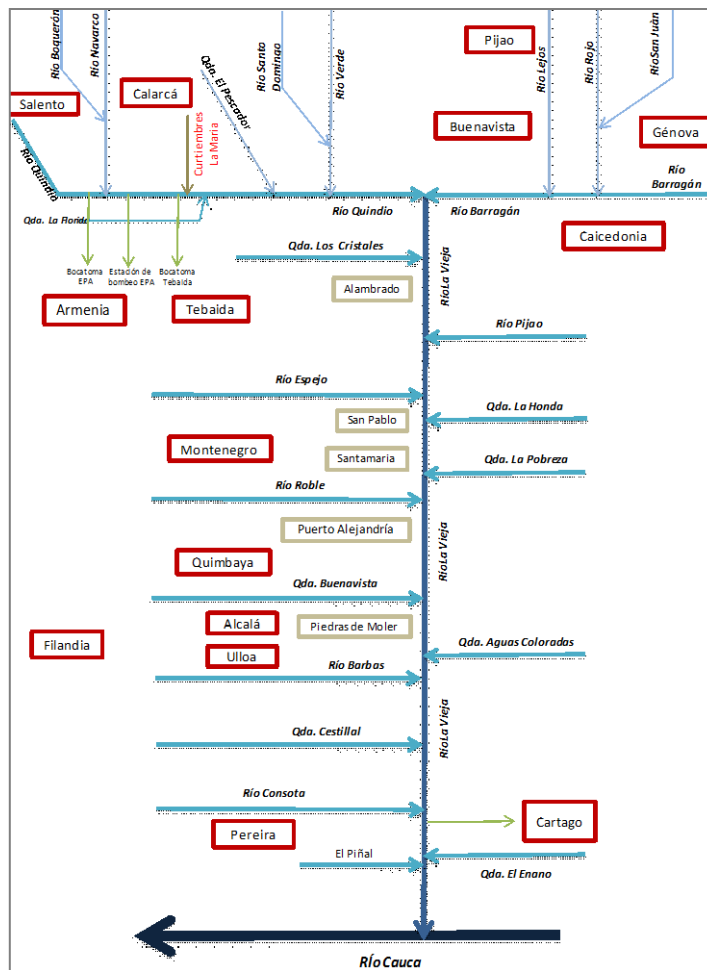 Río Boquerón
Río Navarco
Río Santo
Domingo
Río Verde
Qda. El Pescador
Pijao
Río Lejos
Río Rojo
Río San Juán
Salento
Calarcá
Curtiembres
La Maria
Buenavista
Génova
Río Quindio
Río
Barragán
Qda. La Florida
Río Quindio
Río Barragán
Bocatoma
EPA
Estación de
bombeo EPA
Bocatoma
Tebaida
Qda. Los Cristales
Río La Vieja
Caicedonia
Alambrado
Armenia
Tebaida
Río Pijao
Río Espejo
Qda. La Honda
San Pablo
Montenegro
Santamaria
Qda. La Pobreza
Río Roble
Puerto Alejandría
Río La Vieja
Quimbaya
Qda. Buenavista
Alcalá
Piedras de Moler
Filandia
Ulloa
Qda. Aguas Coloradas
Río Barbas
Río La Vieja
Qda. Cestillal
Río Consota
Pereira
Cartago
El Piñal
Qda. El Enano
Río Cauca